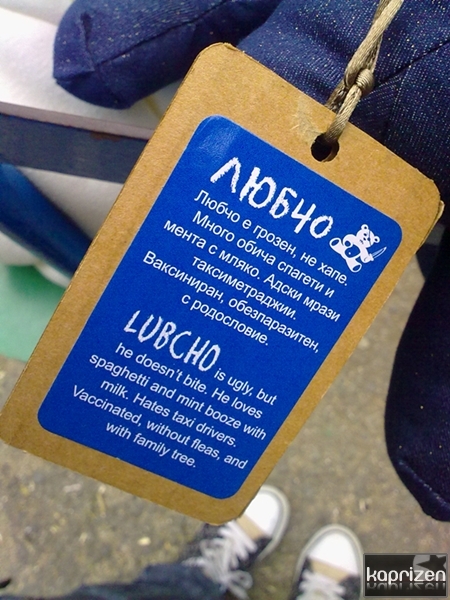 ЛЮБЧО
Любчо е грозен, не хапе.
Много обича спагети и
мента с мляко. Адски мрази
таксиметраджии.
Ваксиниран, обезпаразитен,
с родословие.
LUBCHO is ugly, but
he doesn't bite. He loves
spaghetti and mint booze with
milk. Hates taxi drivers.
Vaccinated, without fleas, and
with family tree.
kaprizen